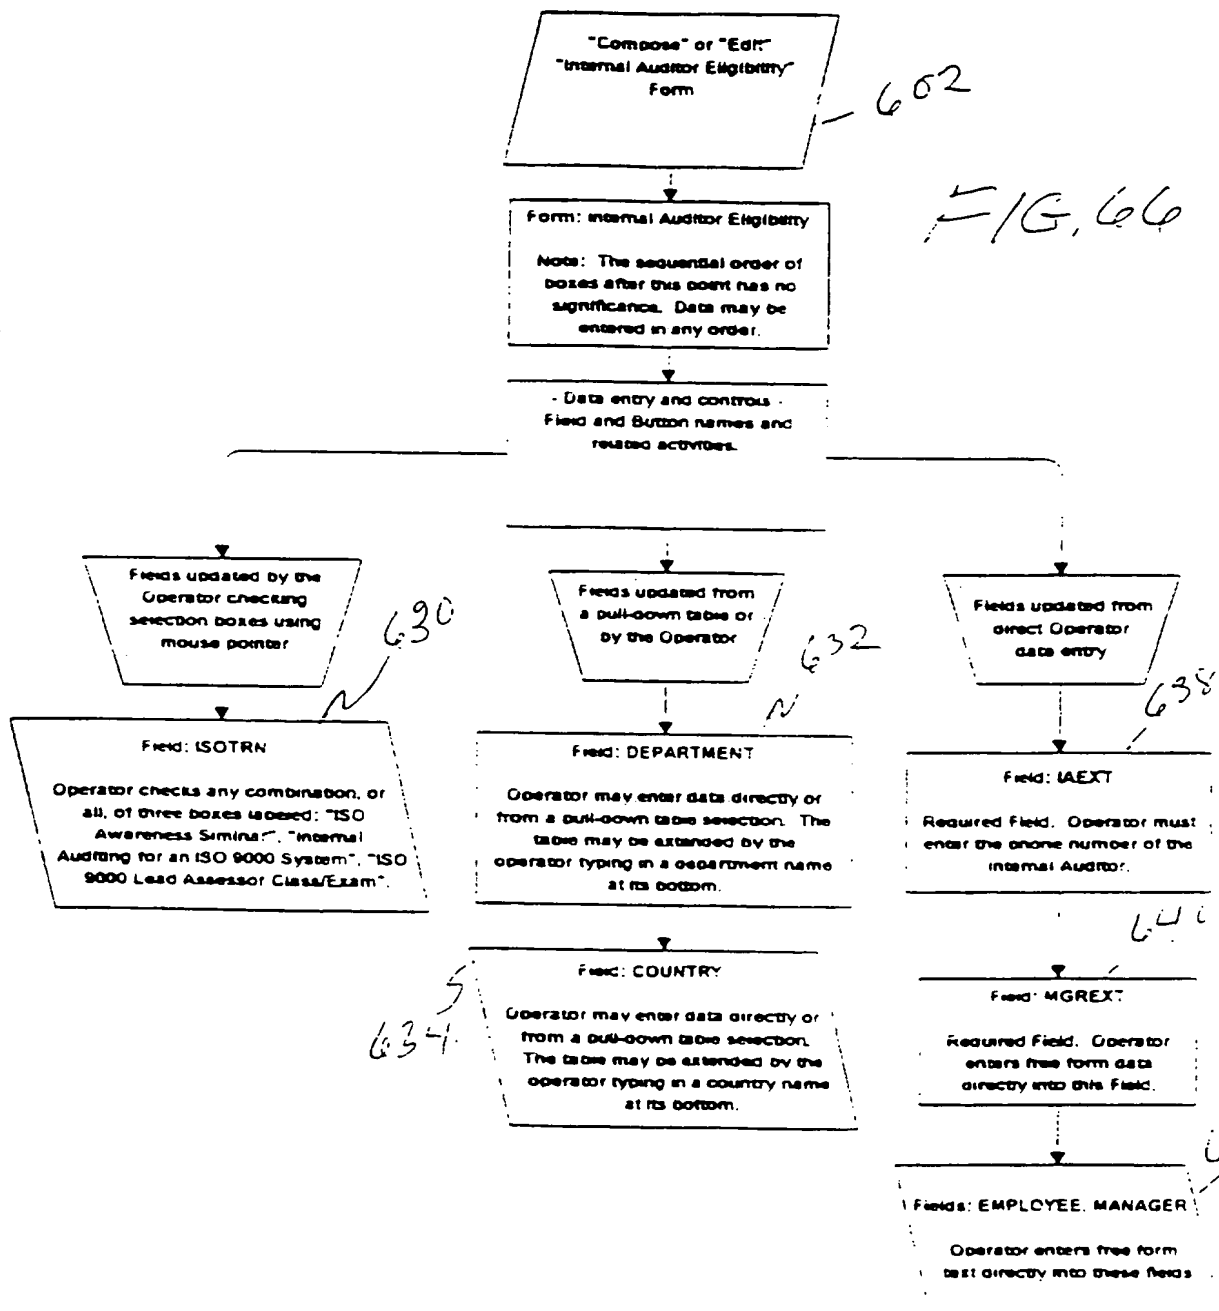 "Compose" or "Edit"
"Internal Auditor Eligibility"
Form
602
FIG. 66
Form: Internal Auditor Eligibility
Note: The sequential order of
boxes after this point has no
significance. Data may be
entered in any order.
- Data entry and controls -
Field and Button names and
related activities.
Fields updated by the
Operator checking
selection boxes using
mouse pointer
630
Fields updated from
a pull-down table or
by the Operator
632
Fields updated from
direct Operator
data entry
638
Field: ISOTRN
Operator checks any combination, or
all, of three boxes labered: "ISO
Awareness Siminar", "Internal
Auditing for an ISO 9000 System", "ISO
9000 Lead Assessor Class/Exam".
Field: DEPARTMENT
Operator may enter data directly or
from a pull-down table selection. The
table may be extended by the
operator typing in a department name
at its bottom.
Field: IAEXT
Required Field. Operator must
enter the phone number of the
Internal Auditor.
634
Field: COUNTRY
Operator may enter data directly or
from a pull-down table selection.
The table may be extended by the
operator typing in a country name
at its bottom.
Field: MGREXT
Required Field. Operator
enters free form data
directly into this Field.
Fields: EMPLOYEE, MANAGER
Operator enters free form
text directly into these fields